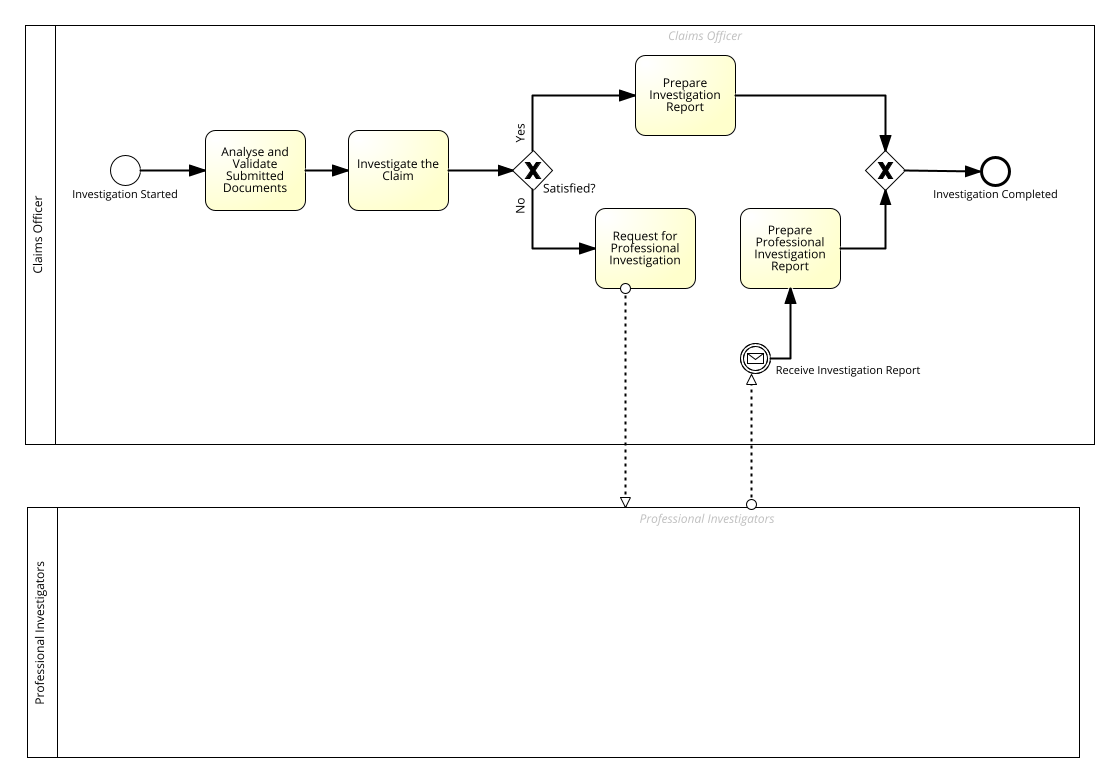 Claims Officer
Claims Officer
Prepare
Investigation
Report
Yes
Analyse and
Validate
Submitted
Documents
Investigate the
Claim
Satisfied?
Investigation Started
Investigation Completed
No
Request for
Professional
Investigation
Prepare
Professional
Investigation
Report
Receive Investigation Report
Professional Investigators
Professional Investigators